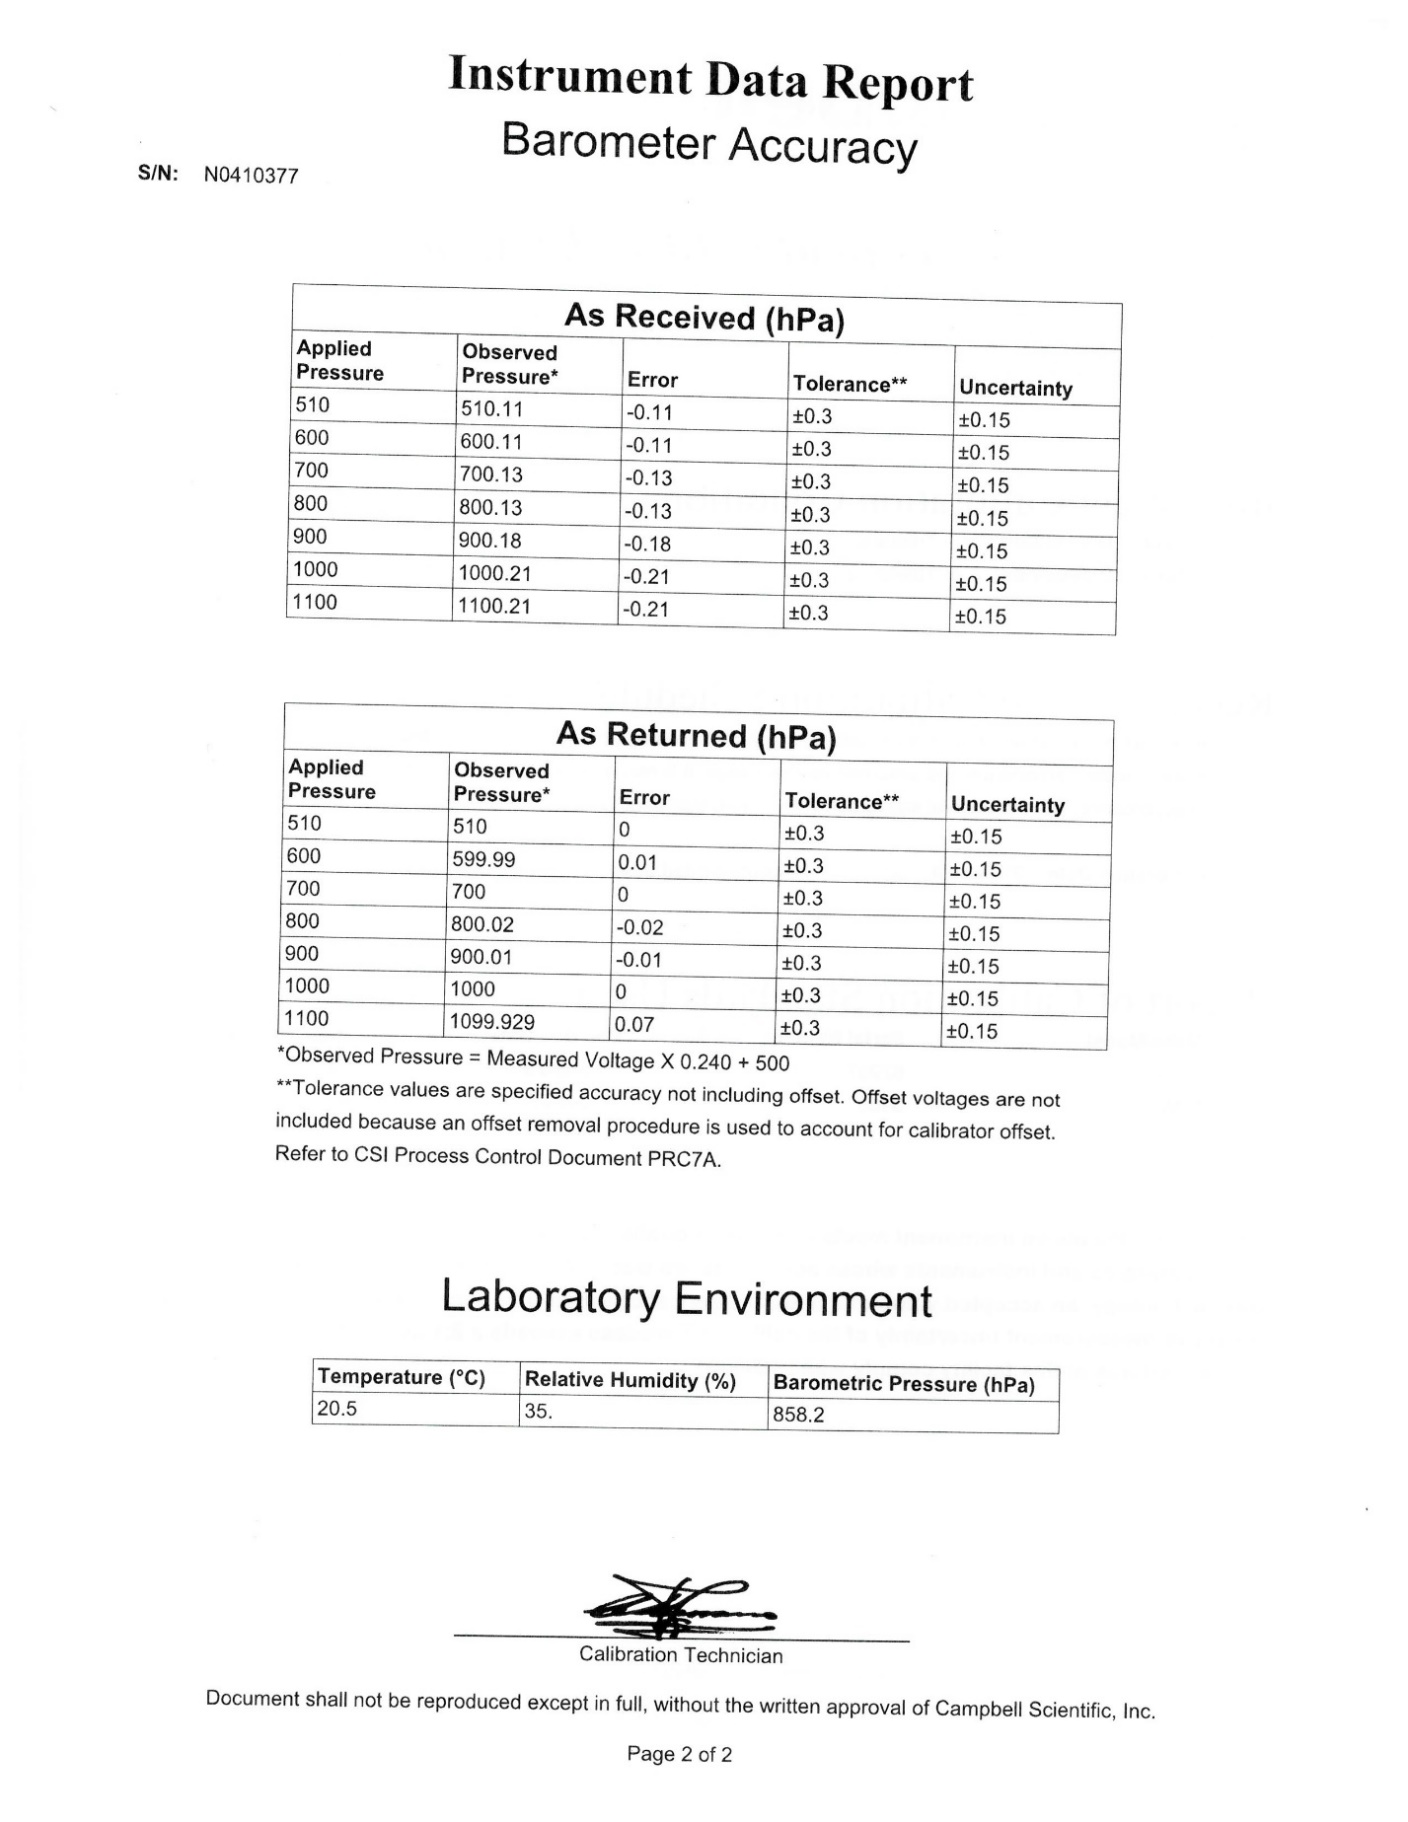 Instrument Data Report
Barometer Accuracy
S/N: N0410377
As Received (hPa)
Applied Pressure Observed Pressure* Error Tolerance** Uncertainty
510 510.11 -0.11 ±0.3 ±0.15
600 600.11 -0.11 ±0.3 ±0.15
700 700.13 -0.13 ±0.3 ±0.15
800 800.13 -0.13 ±0.3 ±0.15
900 900.18 -0.18 ±0.3 ±0.15
1000 1000.21 -0.21 ±0.3 ±0.15
1100 1100.21 -0.21 ±0.3 ±0.15
As Returned (hPa)
Applied Pressure Observed Pressure* Error Tolerance** Uncertainty
510 510 0 ±0.3 ±0.15
600 599.99 0.01 ±0.3 ±0.15
700 700 0 ±0.3 ±0.15
800 800.02 -0.02 ±0.3 ±0.15
900 900.01 -0.01 ±0.3 ±0.15
1000 1000 0 ±0.3 ±0.15
1100 1099.929 0.07 ±0.3 ±0.15
*Observed Pressure = Measured Voltage X 0.240 + 500
**Tolerance values are specified accuracy not including offset. Offset voltages are not
included because an offset removal procedure is used to account for calibrator offset.
Refer to CSI Process Control Document PRC7A.
Laboratory Environment
Temperature (ºC) Relative Humidity (%) Barometric Pressure (hPa)
20.5 35. 858.2
Calibration Technician
Document shall not be reproduced except in full, without the written approval of Campbell Scientific, Inc.
Page 2 of 2